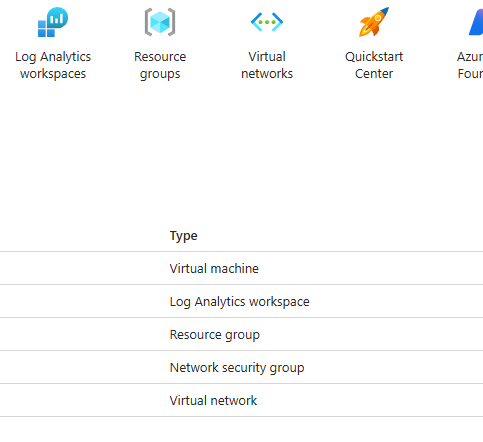 Log Analytics
workspaces
Resource
groups
Virtual
networks
Quickstart
Center
Azur
Four
Type
Virtual machine
Log Analytics workspace
Resource group
Network security group
Virtual network